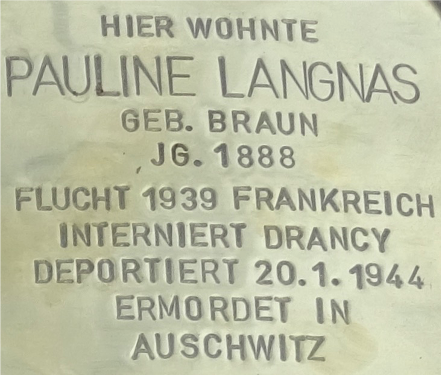 HIER WOHNTE
PAULINE LANGNAS
GEB. BRAUN
JG. 1888
FLUCHT 1939 FRANKREICH
INTERNIERT DRANCY
DEPORTIERT 20.1.1944
ERMORDET IN
AUSCHWITZ